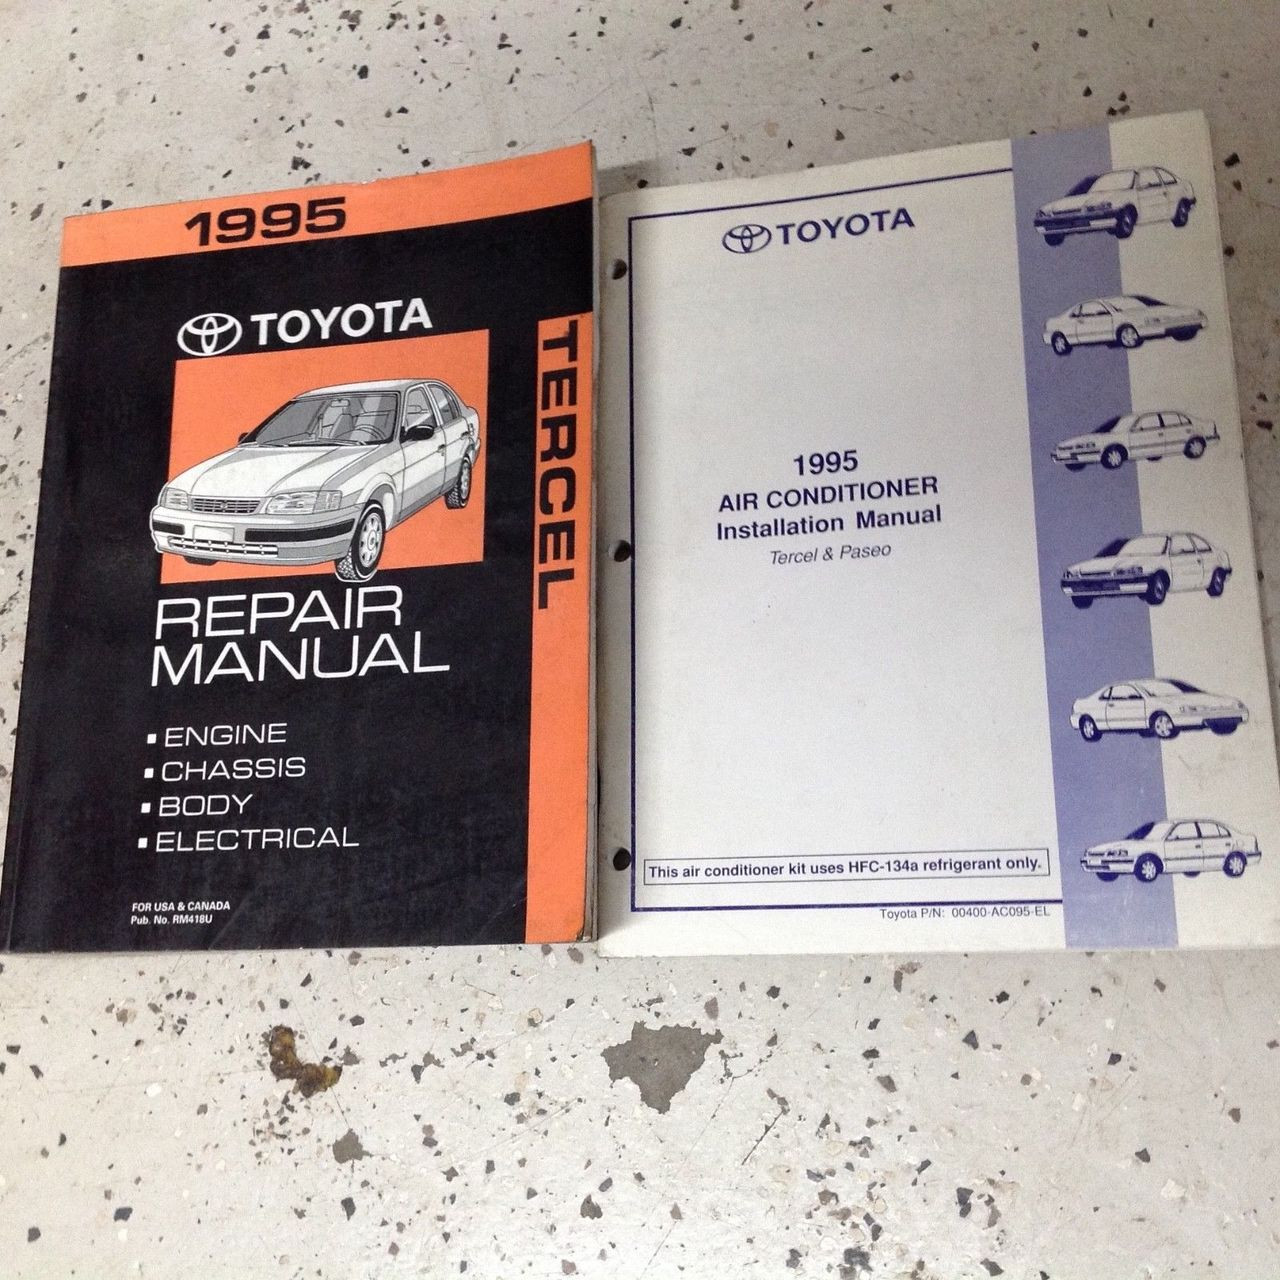 1995
TOYOTA
TERCEL
REPAIR
MANUAL
▪ ENGINE
▪ CHASSIS
▪ BODY
▪ ELECTRICAL
FOR USA & CANADA
Pub. No. RM418U
TOYOTA
1995
AIR CONDITIONER
Installation Manual
Tercel & Paseo
This air conditioner kit uses HFC-134a refrigerant only.
Toyota P/N: 00400-AC095-EL